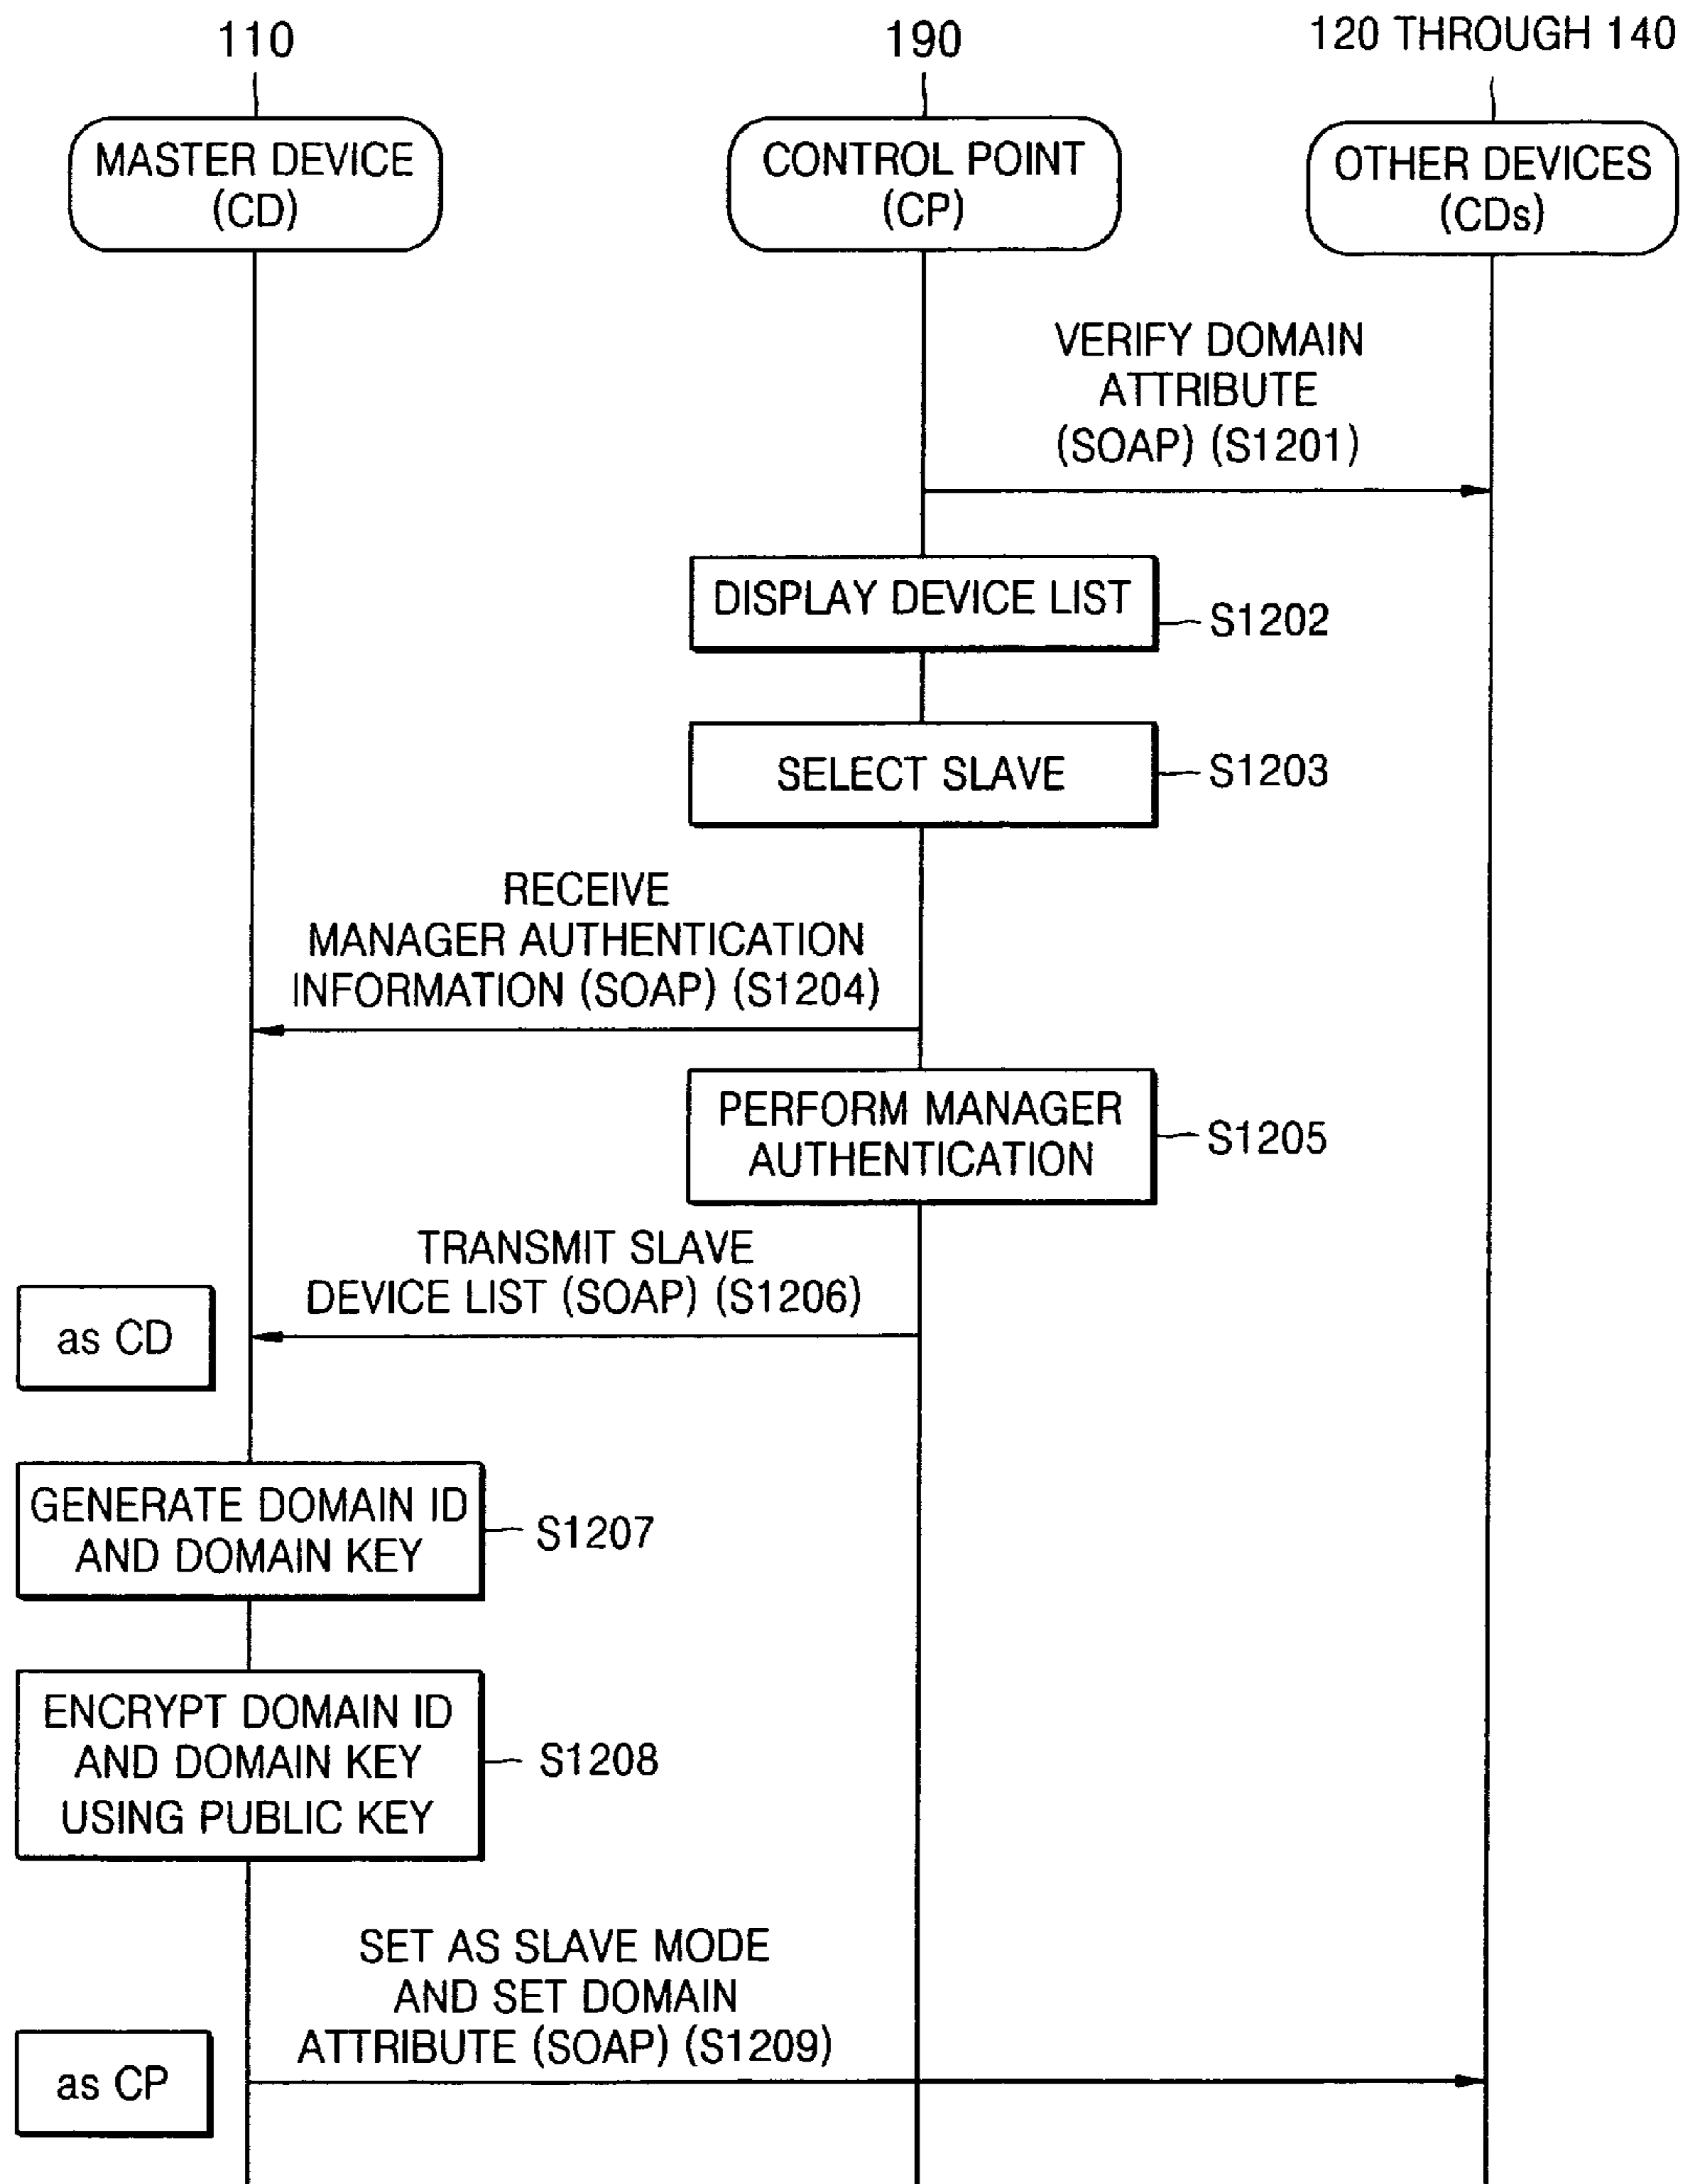 110
190
120 THROUGH 140
MASTER DEVICE
(CD)
CONTROL POINT
(CP)
OTHER DEVICES
(CDs)
VERIFY DOMAIN
ATTRIBUTE
(SOAP) (S1201)
DISPLAY DEVICE LIST
S1202
SELECT SLAVE
S1203
RECEIVE
MANAGER AUTHENTICATION
INFORMATION (SOAP) (S1204)
PERFORM MANAGER
AUTHENTICATION
S1205
TRANSMIT SLAVE
DEVICE LIST (SOAP) (S1206)
as CD
GENERATE DOMAIN ID
AND DOMAIN KEY
S1207
ENCRYPT DOMAIN ID
AND DOMAIN KEY
USING PUBLIC KEY
S1208
SET AS SLAVE MODE
AND SET DOMAIN
ATTRIBUTE (SOAP) (S1209)
as CP